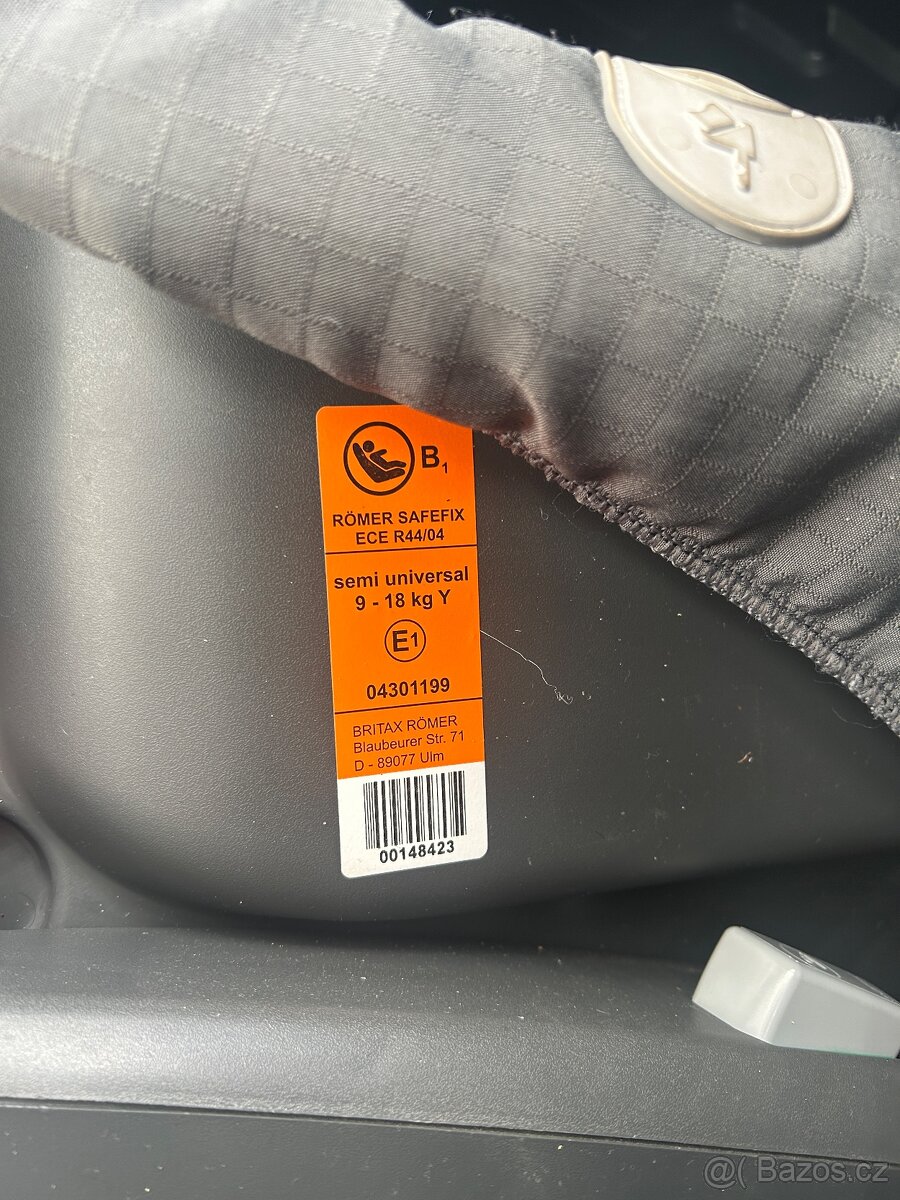 B1
RÖMER SAFEFIX
ECE R44/04
semi universal
9 - 18 kg Y
E1
04301199
BRITAX RÖMER
Blaubeurer Str. 71
D - 89077 Ulm
00148423
@( Bazos.cz